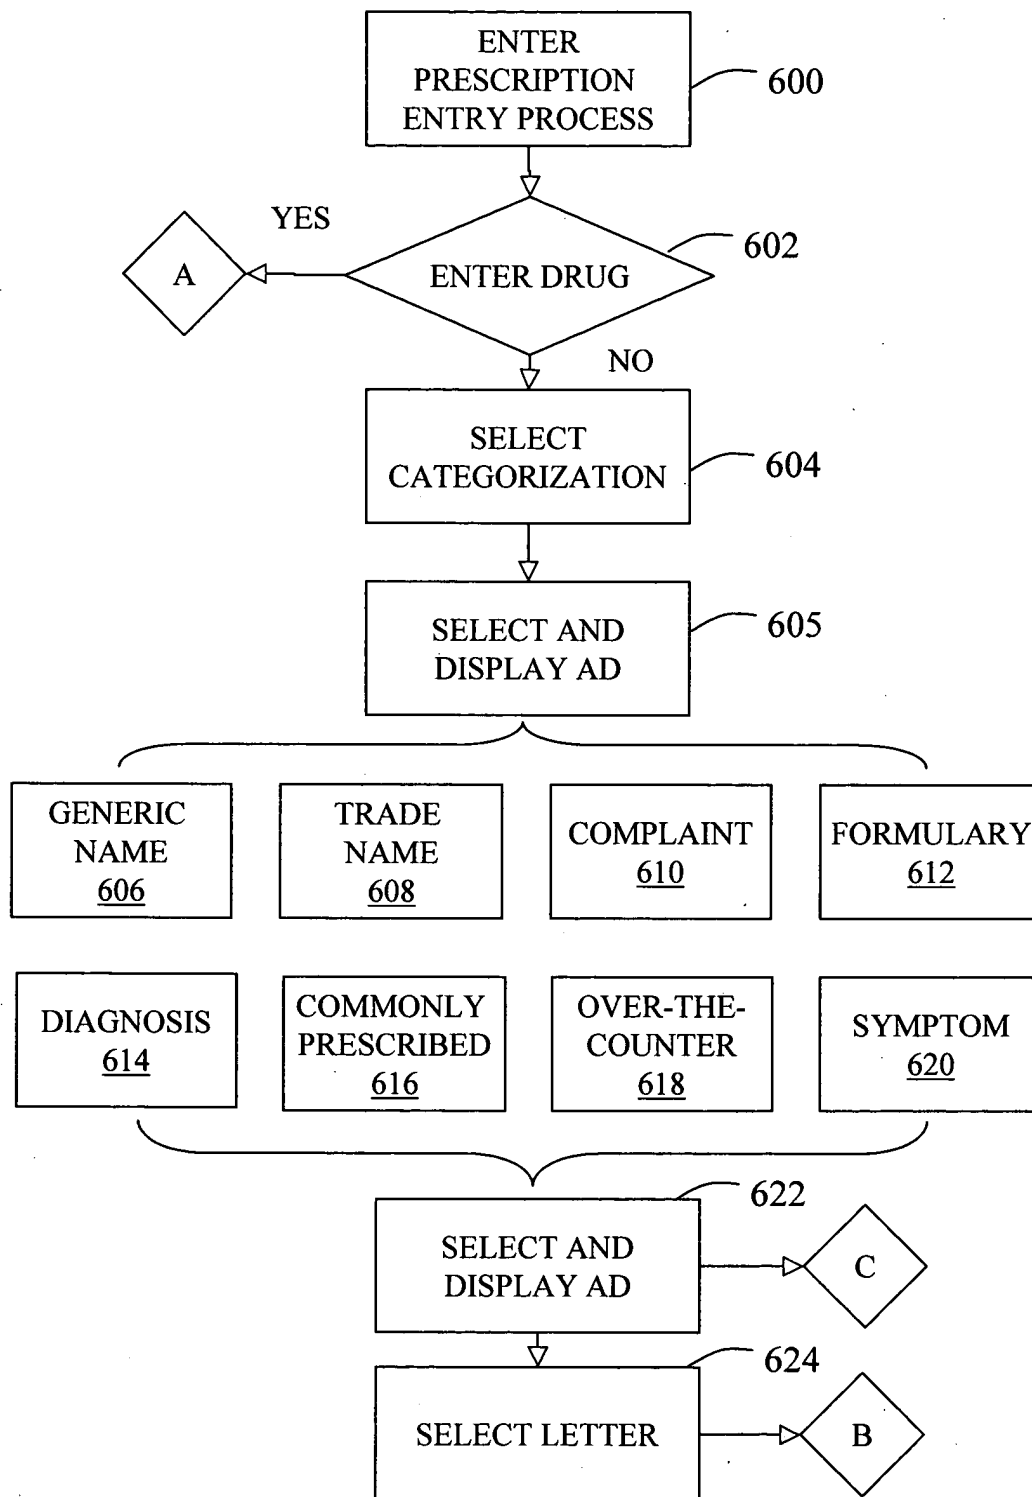 ENTER
PRESCRIPTION
ENTRY PROCESS
600
YES
A
ENTER DRUG
602
NO
SELECT
CATEGORIZATION
604
SELECT AND
DISPLAY AD
605
GENERIC
NAME
606
TRADE
NAME
608
COMPLAINT
610
FORMULARY
612
DIAGNOSIS
614
COMMONLY
PRESCRIBED
616
OVER-THE-
COUNTER
618
SYMPTOM
620
622
SELECT AND
DISPLAY AD
C
624
SELECT LETTER
B